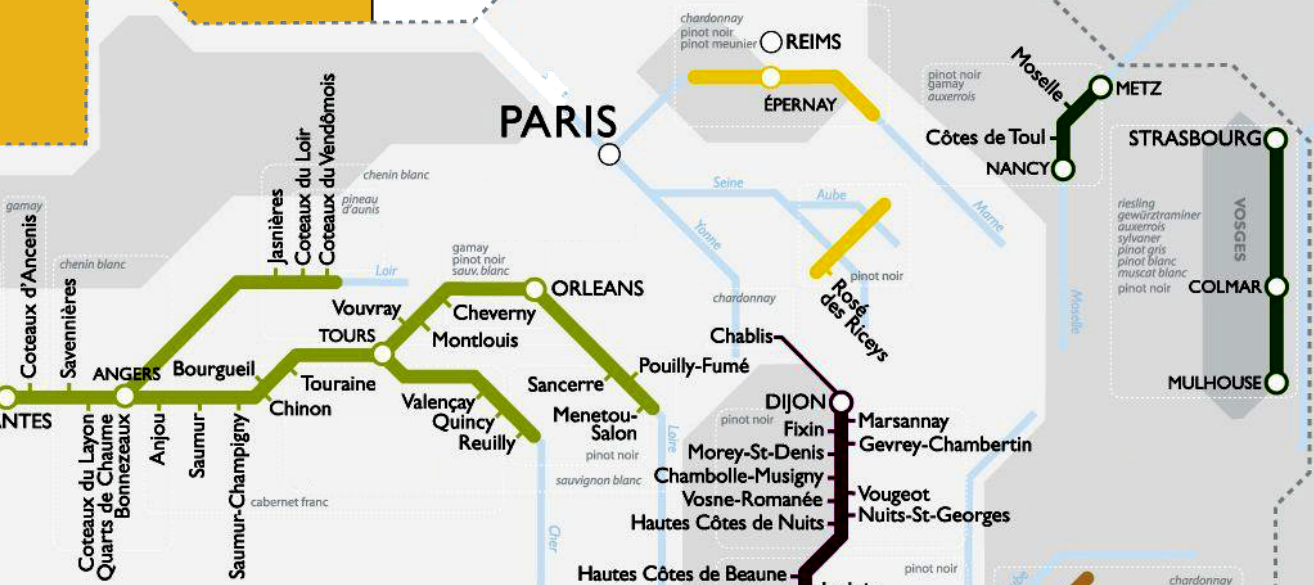 chardonnay
pinot noir
pinot meunier
REIMS
ÉPERNAY
PARIS
Moselle
METZ
pinot noir
gamay
auxerrois
Côtes de Toul
NANCY
STRASBOURG
VOSGES
riesling
gewürztraminer
auxerrois
sylvaner
pinot gris
pinot blanc
muscat blanc
pinot noir
COLMAR
MULHOUSE
Moselle
Seine
Aube
Marne
Yonne
pinot noir
Rosé
des Riceys
chardonnay
Chablis
chenin blanc
pineau
d'aunis
Jasnières
Coteaux du Loir
Coteaux du Vendômois
Loir
gamay
Coteaux d'Ancenis
chenin blanc
Savennières
gamay
pinot noir
sauv. blanc
ORLEANS
Vouvray
Cheverny
TOURS
Montlouis
ANGERS
Bourgueil
Touraine
Chinon
ANTES
Coteaux du Layon
Quarts de Chaume
Bonnezeaux
Anjou
Saumur
Saumur-Champigny
cabernet franc
Valençay
Quincy
Reuilly
Pouilly-Fumé
Sancerre
Menetou-
Salon
pinot noir
sauvignon blanc
Loire
Cher
DIJON
pinot noir
Marsannay
Fixin
Gevrey-Chambertin
Morey-St-Denis
Chambolle-Musigny
Vosne-Romanée
Vougeot
Hautes Côtes de Nuits
Nuits-St-Georges
Hautes Côtes de Beaune
pinot noir
chardonnay